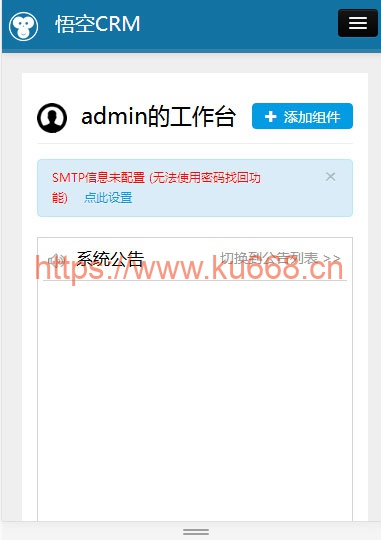 悟空CRM
admin的工作台
添加组件
SMTP信息未配置 (无法使用密码找回功
能) 点此设置
系统公告
切换到公告列表 >>
https://www.ku668.cn